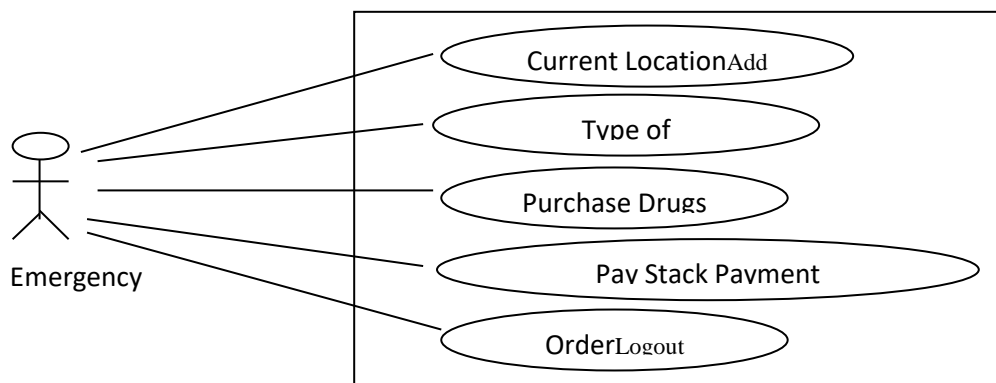 Current LocationAdd
Type of
Purchase Drugs
Pay Stack Payment
Emergency
OrderLogout